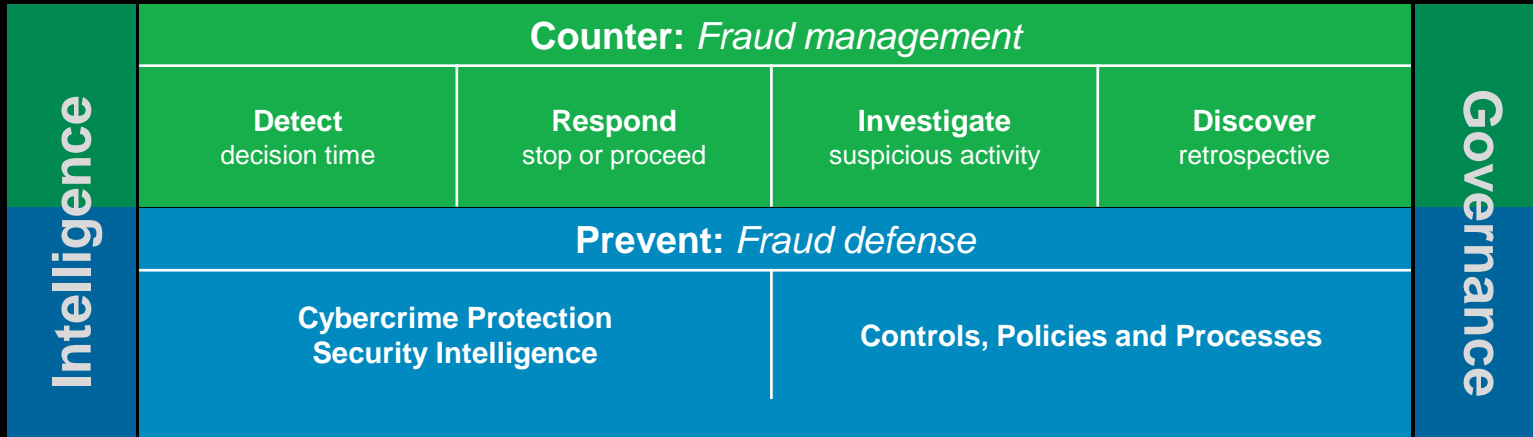 Intelligence
Counter: Fraud management
Detect
decision time
Respond
stop or proceed
Investigate
suspicious activity
Discover
retrospective
Prevent: Fraud defense
Cybercrime Protection
Security Intelligence
Controls, Policies and Processes
Governance